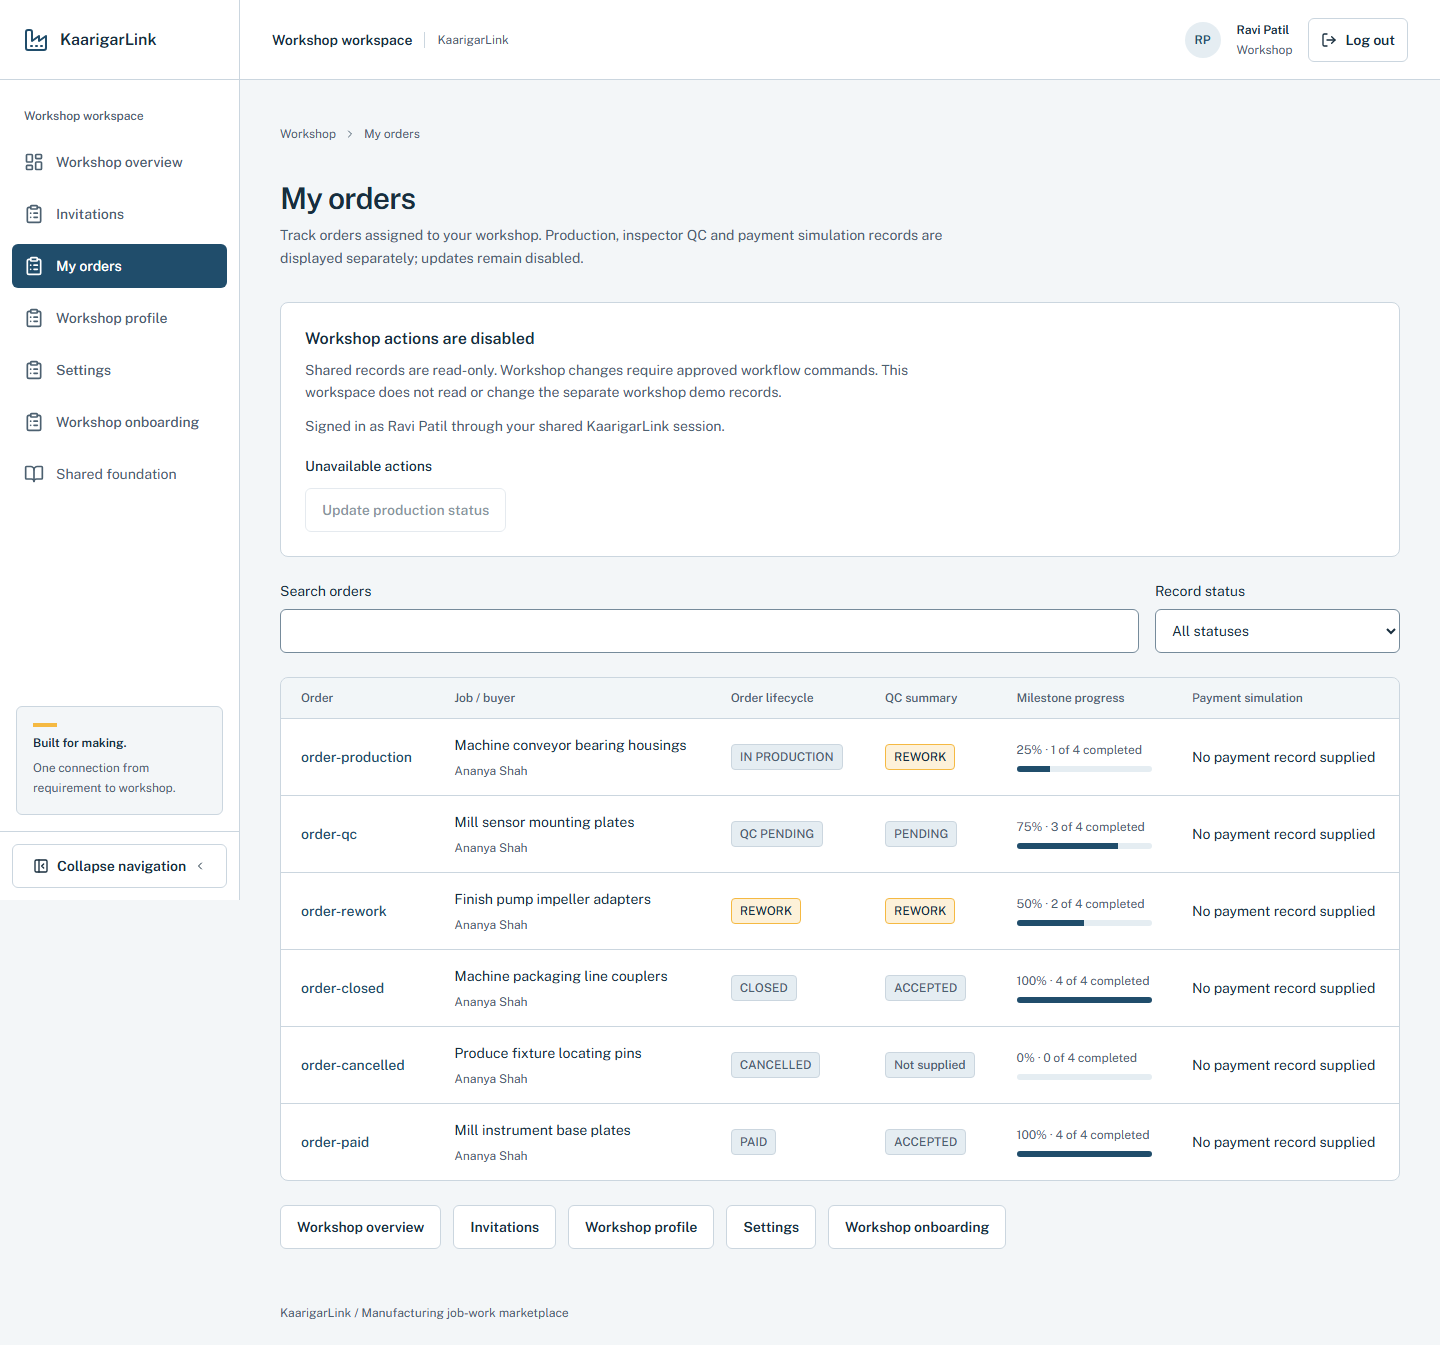 KaarigarLink
Workshop workspace
KaarigarLink
RP
Ravi Patil
Workshop
Log out
Workshop workspace
Workshop overview
Invitations
My orders
Workshop profile
Settings
Workshop onboarding
Shared foundation
Built for making.
One connection from
requirement to workshop.
Collapse navigation
Workshop > My orders
My orders
Track orders assigned to your workshop. Production, inspector QC and payment simulation records are
displayed separately; updates remain disabled.
Workshop actions are disabled
Shared records are read-only. Workshop changes require approved workflow commands. This
workspace does not read or change the separate workshop demo records.
Signed in as Ravi Patil through your shared KaarigarLink session.
Unavailable actions
Update production status
Search orders
Record status
All statuses
Order Job / buyer Order lifecycle QC summary Milestone progress Payment simulation
order-production Machine conveyor bearing housings IN PRODUCTION REWORK 25% · 1 of 4 completed No payment record supplied
Ananya Shah
order-qc Mill sensor mounting plates QC PENDING PENDING 75% · 3 of 4 completed No payment record supplied
Ananya Shah
order-rework Finish pump impeller adapters REWORK REWORK 50% · 2 of 4 completed No payment record supplied
Ananya Shah
order-closed Machine packaging line couplers CLOSED ACCEPTED 100% · 4 of 4 completed No payment record supplied
Ananya Shah
order-cancelled Produce fixture locating pins CANCELLED Not supplied 0% · 0 of 4 completed No payment record supplied
Ananya Shah
order-paid Mill instrument base plates PAID ACCEPTED 100% · 4 of 4 completed No payment record supplied
Ananya Shah
Workshop overview Invitations Workshop profile Settings Workshop onboarding
KaarigarLink / Manufacturing job-work marketplace